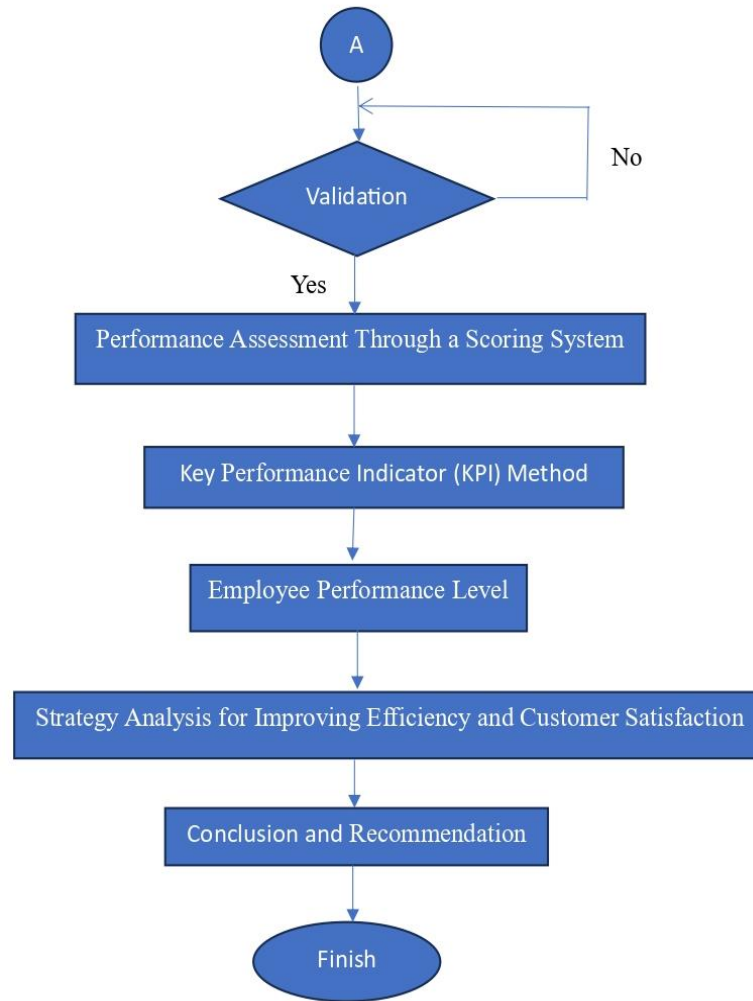 A
No
Validation
Yes
Performance Assessment Through a Scoring System
Key Performance Indicator (KPI) Method
Employee Performance Level
Strategy Analysis for Improving Efficiency and Customer Satisfaction
Conclusion and Recommendation
Finish